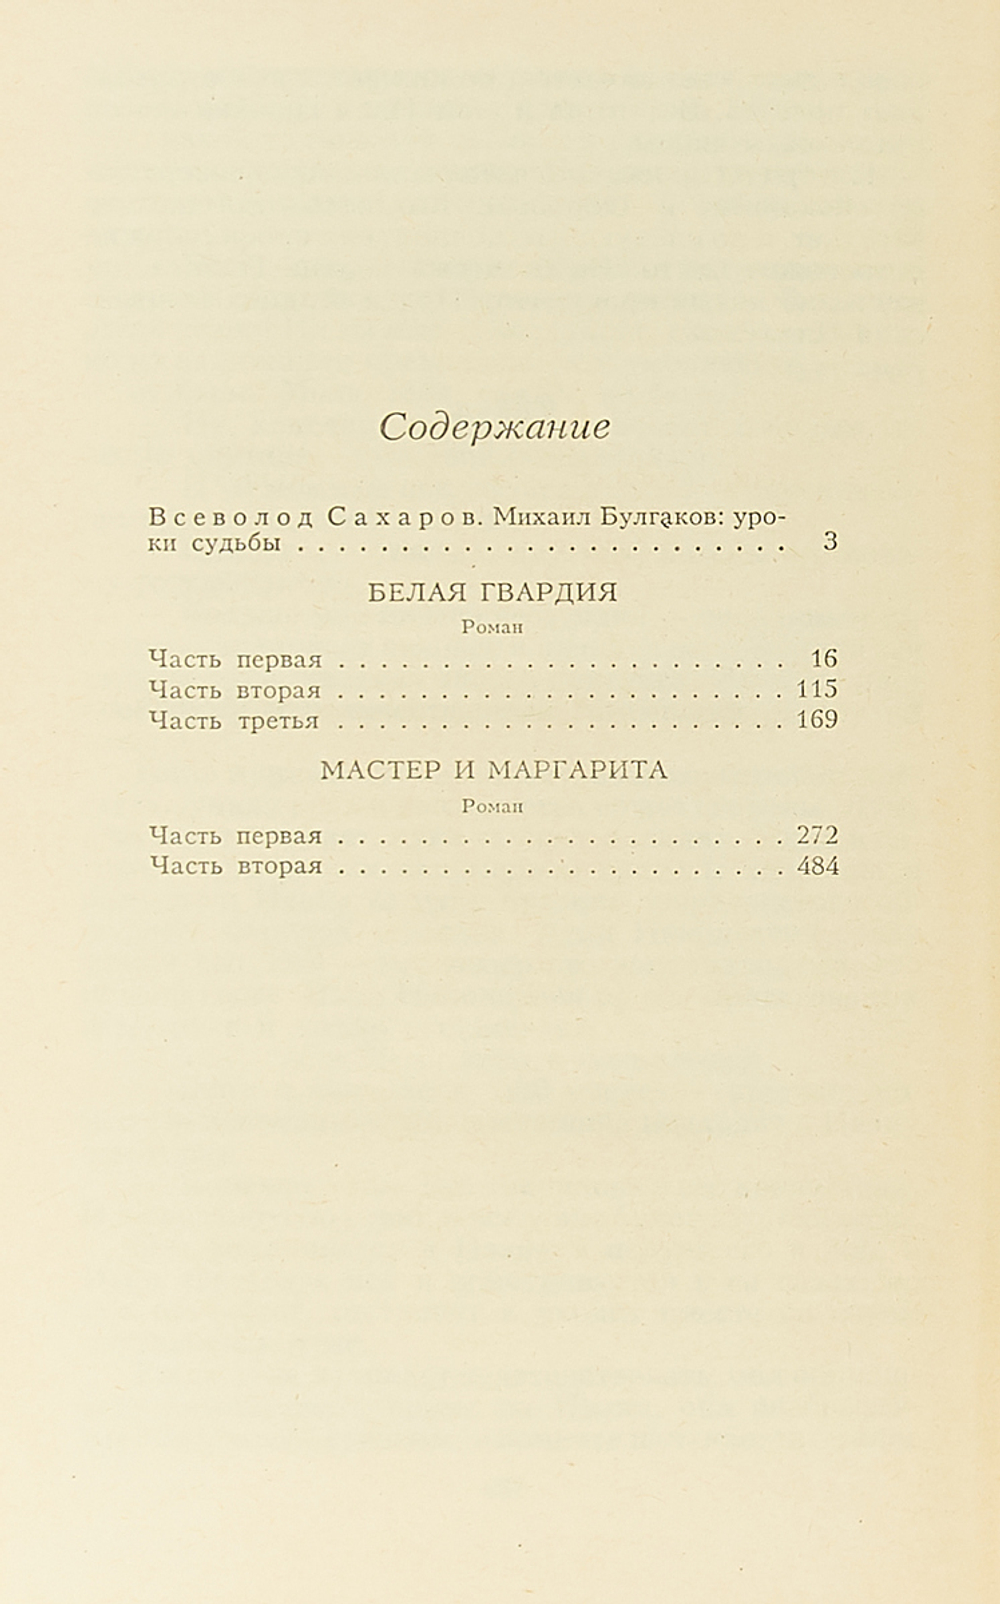 Содержание
Всеволод Сахаров. Михаил Булгаков: уро-
ки судьбы . . . . . . . . . . . . . . . . . . . . . . . . 3
БЕЛАЯ ГВАРДИЯ
Роман
Часть первая . . . . . . . . . . . . . . . . . . . . . . 16
Часть вторая . . . . . . . . . . . . . . . . . . . . . . 115
Часть третья . . . . . . . . . . . . . . . . . . . . . . 169
МАСТЕР И МАРГАРИТА
Роман
Часть первая . . . . . . . . . . . . . . . . . . . . . . 272
Часть вторая . . . . . . . . . . . . . . . . . . . . . . 484